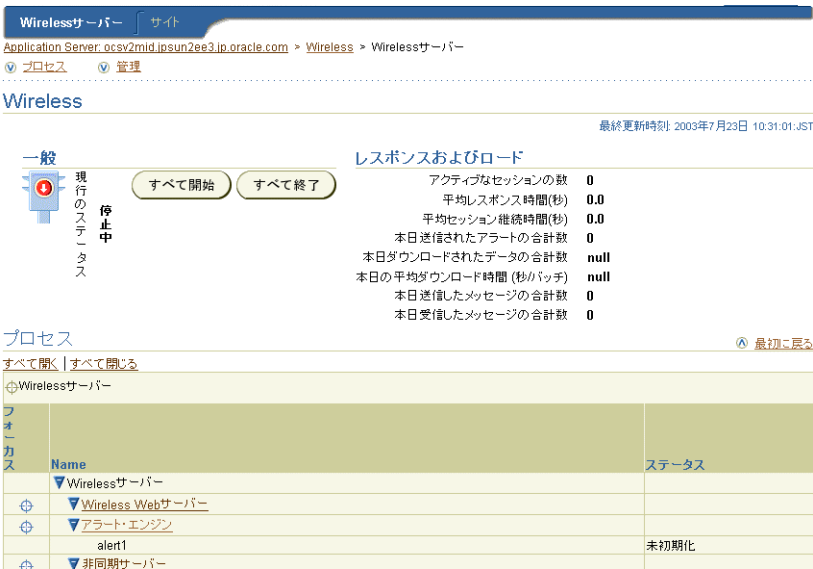 Wirelessサーバー サイト
Application Server: ocsv2mid.jpsun2ee3.jp.oracle.com > Wireless > Wirelessサーバー
プロセス 管理
Wireless
最終更新時刻: 2003年7月23日 10:31:01:JST
一般
現行のステータス
停止中
すべて開始 すべて終了
レスポンスおよびロード
アクティブなセッションの数 0
平均レスポンス時間(秒) 0.0
平均セッション継続時間(秒) 0.0
本日送信されたアラートの合計数 0
本日ダウンロードされたデータの合計数 null
本日の平均ダウンロード時間 (秒/バッチ) null
本日送信したメッセージの合計数 0
本日受信したメッセージの合計数 0
プロセス
最初に戻る
すべて開く | すべて閉じる
Wirelessサーバー
フォーカス Name ステータス
Wirelessサーバー
Wireless Webサーバー
アラート・エンジン
alert1 未初期化
非同期サーバー